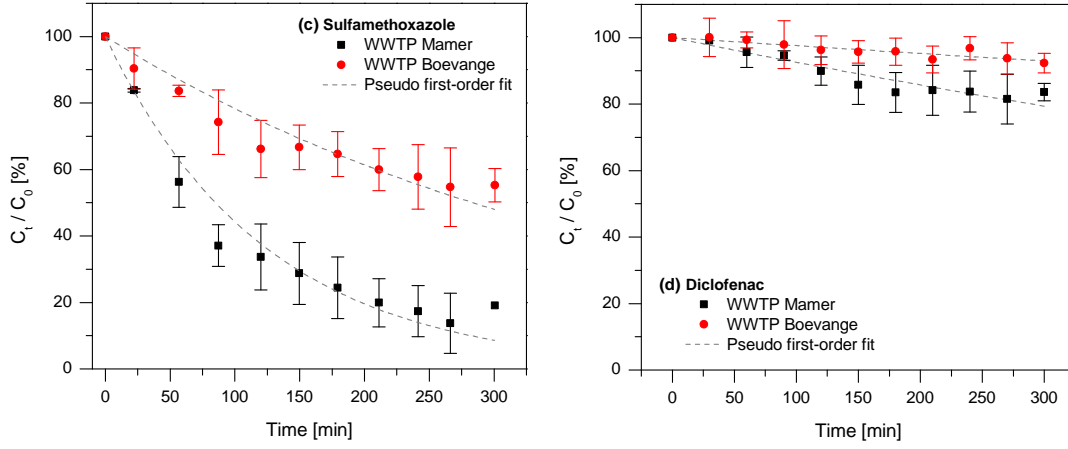 (c) Sulfamethoxazole
WWTP Mamer
WWTP Boevange
Pseudo first-order fit
100
80
60
40
20
0
C_t / C_0 [%]
0 50 100 150 200 250 300
Time [min]
100
80
60
40
20
0
C_t / C_0 [%]
(d) Diclofenac
WWTP Mamer
WWTP Boevange
Pseudo first-order fit
0 50 100 150 200 250 300
Time [min]